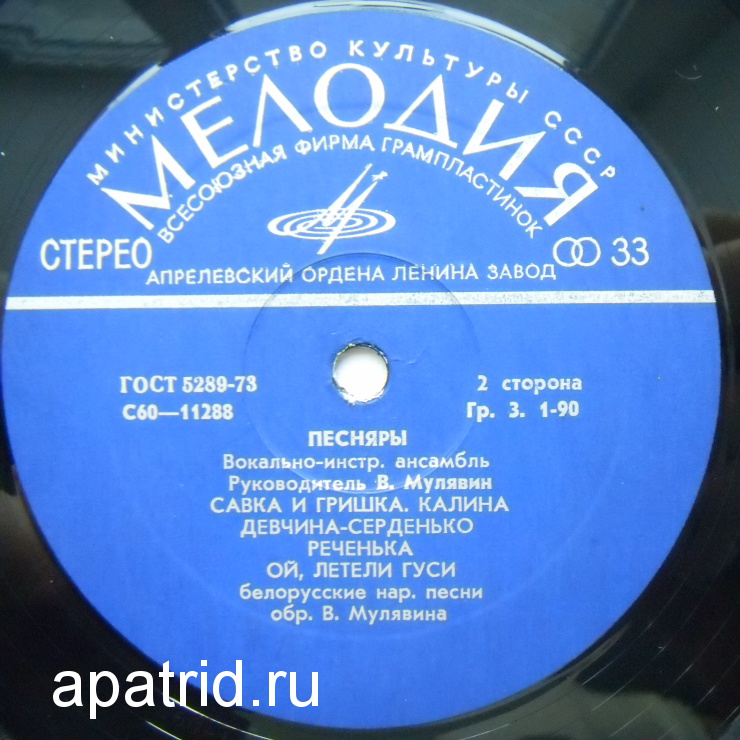 МИНИСТЕРСТВО КУЛЬТУРЫ СССР
МЕЛОДИЯ
ВСЕСОЮЗНАЯ ФИРМА ГРАМПЛАСТИНОК
СТЕРЕО
33
АПРЕЛЕВСКИЙ ОРДЕНА ЛЕНИНА ЗАВОД
ГОСТ 5289-73
2 сторона
С60—11288
Гр. 3. 1-90
ПЕСНЯРЫ
Вокально-инстр. ансамбль
Руководитель В. Мулявин
САВКА И ГРИШКА. КАЛИНА
ДЕВЧИНА-СЕРДЕНЬКО
РЕЧЕНЬКА
ОЙ, ЛЕТЕЛИ ГУСИ
белорусские нар. песни
обр. В. Мулявина
apatrid.ru